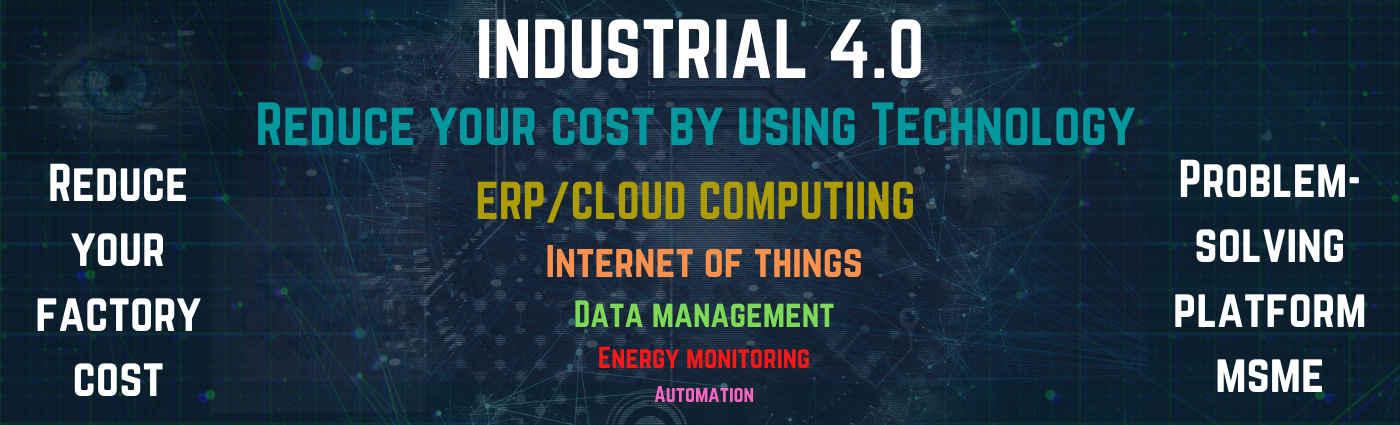 INDUSTRIAL 4.0
REDUCE YOUR COST BY USING TECHNOLOGY
REDUCE
YOUR
FACTORY
COST
ERP/CLOUD COMPUTIING
INTERNET OF THINGS
DATA MANAGEMENT
ENERGY MONITORING
AUTOMATION
PROBLEM-
SOLVING
PLATFORM
MSME